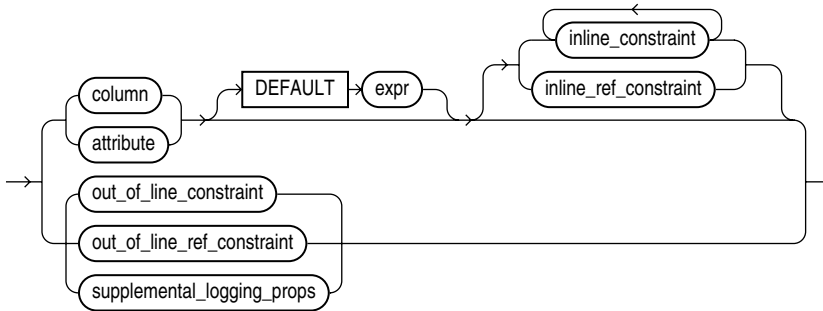 inline_constraint
column
DEFAULT
expr
inline_ref_constraint
attribute
out_of_line_constraint
out_of_line_ref_constraint
supplemental_logging_props